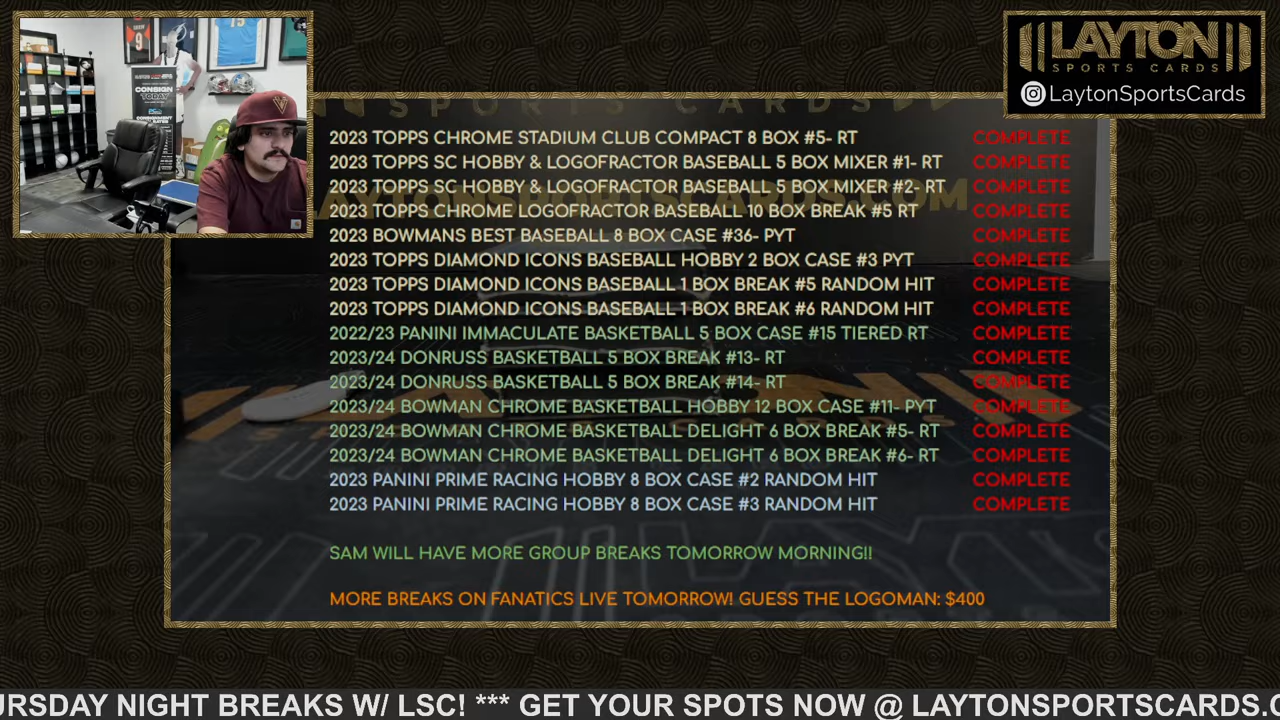 LAYTON
SPORTS CARDS
LaytonSportsCards
SPORTS CARDS
CONSIGN
TODAY
9
2023 TOPPS CHROME STADIUM CLUB COMPACT 8 BOX #5- RT COMPLETE
2023 TOPPS SC HOBBY & LOGOFRACTOR BASEBALL 5 BOX MIXER #1- RT COMPLETE
2023 TOPPS SC HOBBY & LOGOFRACTOR BASEBALL 5 BOX MIXER #2- RT COMPLETE
2023 TOPPS CHROME LOGOFRACTOR BASEBALL 10 BOX BREAK #5 RT COMPLETE
2023 BOWMANS BEST BASEBALL 8 BOX CASE #36- PYT COMPLETE
2023 TOPPS DIAMOND ICONS BASEBALL HOBBY 2 BOX CASE #3 PYT COMPLETE
2023 TOPPS DIAMOND ICONS BASEBALL 1 BOX BREAK #5 RANDOM HIT COMPLETE
2023 TOPPS DIAMOND ICONS BASEBALL 1 BOX BREAK #6 RANDOM HIT COMPLETE
2022/23 PANINI IMMACULATE BASKETBALL 5 BOX CASE #15 TIERED RT COMPLETE
2023/24 DONRUSS BASKETBALL 5 BOX BREAK #13- RT COMPLETE
2023/24 DONRUSS BASKETBALL 5 BOX BREAK #14- RT COMPLETE
2023/24 BOWMAN CHROME BASKETBALL HOBBY 12 BOX CASE #11- PYT COMPLETE
2023/24 BOWMAN CHROME BASKETBALL DELIGHT 6 BOX BREAK #5- RT COMPLETE
2023/24 BOWMAN CHROME BASKETBALL DELIGHT 6 BOX BREAK #6- RT COMPLETE
2023 PANINI PRIME RACING HOBBY 8 BOX CASE #2 RANDOM HIT COMPLETE
2023 PANINI PRIME RACING HOBBY 8 BOX CASE #3 RANDOM HIT COMPLETE
SAM WILL HAVE MORE GROUP BREAKS TOMORROW MORNING!!
MORE BREAKS ON FANATICS LIVE TOMORROW! GUESS THE LOGOMAN: $400
URSDAY NIGHT BREAKS W/ LSC! *** GET YOUR SPOTS NOW @ LAYTONSPORTSCARDS.C